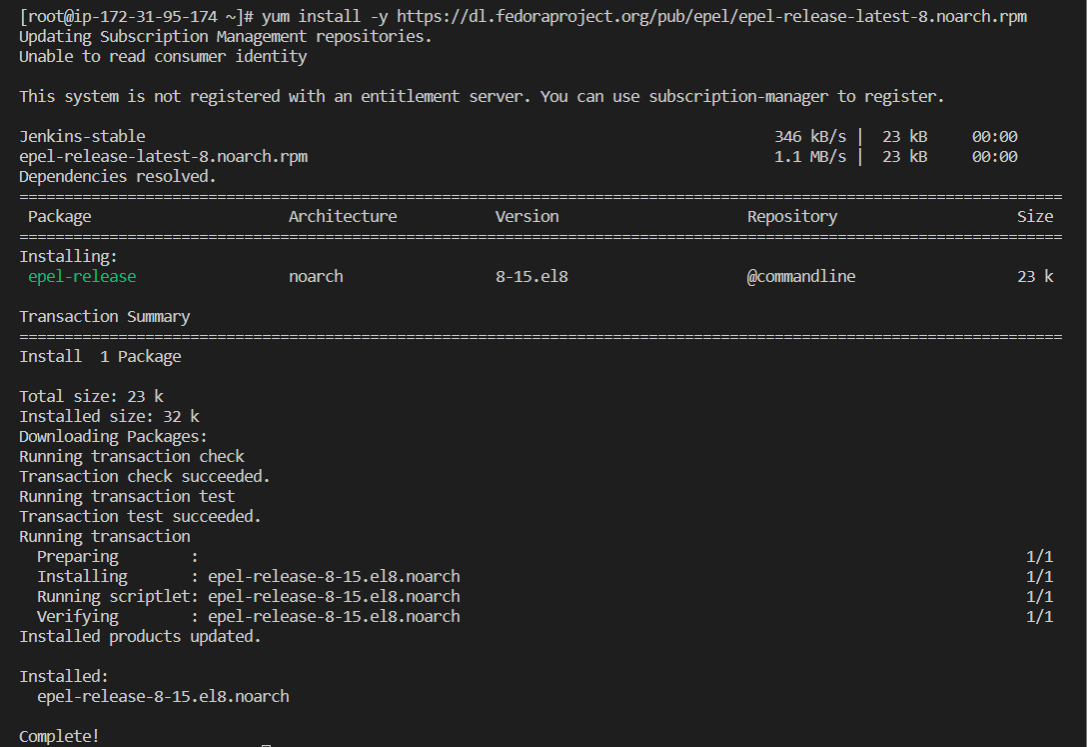 [root@ip-172-31-95-174 ~]# yum install -y https://dl.fedoraproject.org/pub/epel/epel-release-latest-8.noarch.rpm
Updating Subscription Management repositories.
Unable to read consumer identity
This system is not registered with an entitlement server. You can use subscription-manager to register.
Jenkins-stable 346 kB/s | 23 kB 00:00
epel-release-latest-8.noarch.rpm 1.1 MB/s | 23 kB 00:00
Dependencies resolved.
Package Architecture Version Repository Size
Installing:
epel-release noarch 8-15.el8 @commandline 23 k
Transaction Summary
Install 1 Package
Total size: 23 k
Installed size: 32 k
Downloading Packages:
Running transaction check
Transaction check succeeded.
Running transaction test
Transaction test succeeded.
Running transaction
Preparing : 1/1
Installing : epel-release-8-15.el8.noarch 1/1
Running scriptlet: epel-release-8-15.el8.noarch 1/1
Verifying : epel-release-8-15.el8.noarch 1/1
Installed products updated.
Installed:
epel-release-8-15.el8.noarch
Complete!